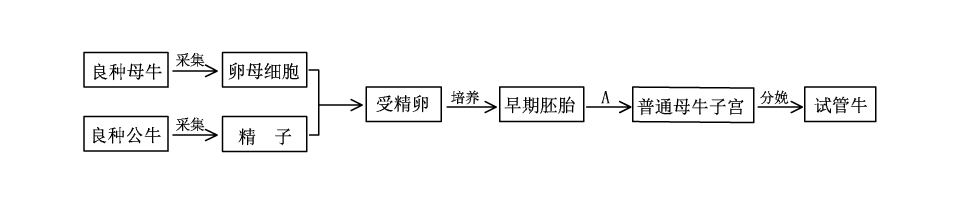 良种母牛
采集
卵母细胞
良种公牛
采集
精 子
受精卵
培养
早期胚胎
A
普通母牛子宫
分娩
试管牛